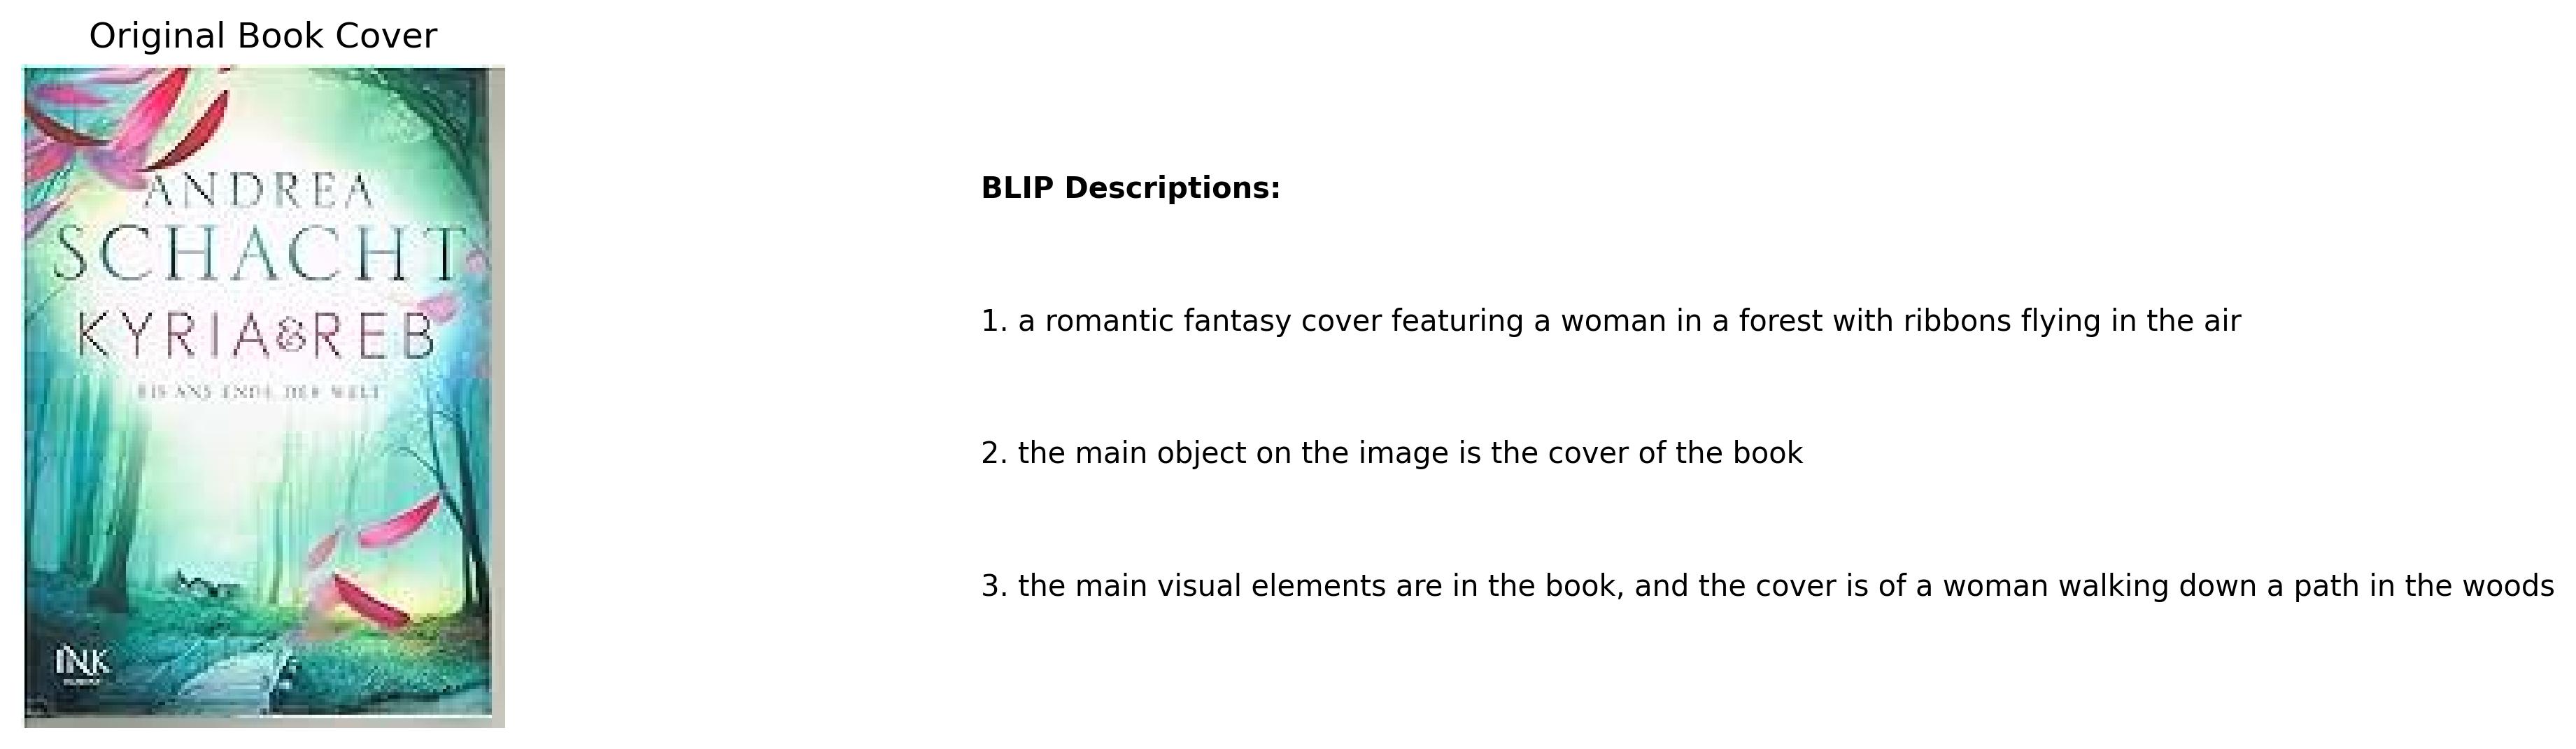 Original Book Cover
ANDREA
SCHACHT
KYRIA&REB
BIS ANS ENDE DER WELT
INK
BLIP Descriptions:
1. a romantic fantasy cover featuring a woman in a forest with ribbons flying in the air
2. the main object on the image is the cover of the book
3. the main visual elements are in the book, and the cover is of a woman walking down a path in the woods